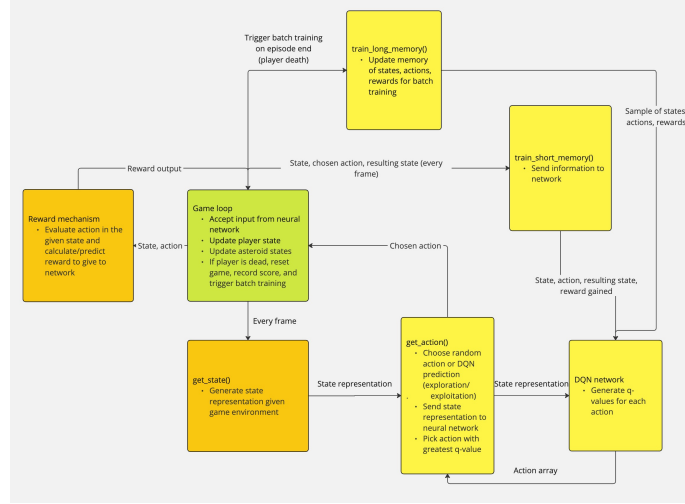 Trigger batch training
on episode end
(player death)
train_long_memory()
• Update memory
of states, actions,
rewards for batch
training
Sample of states
actions, rewards
train_short_memory()
• Send information to
network
Reward output
State, chosen action, resulting state (every
frame)
Reward mechanism
• Evaluate action in the
given state and
calculate/predict
reward to give to
network
State, action
Game loop
• Accept input from neural
network
• Update player state
• Update asteroid states
• If player is dead, reset
game, record score, and
trigger batch training
Chosen action
State, action, resulting state,
reward gained
Every frame
get_state()
• Generate state
representation given
game environment
State representation
get_action()
• Choose random
action or DQN
prediction
(exploration/
exploitation)
• Send state
representation to
neural network
• Pick action with
greatest q-value
State representation
DQN network
• Generate q-
values for each
action
Action array